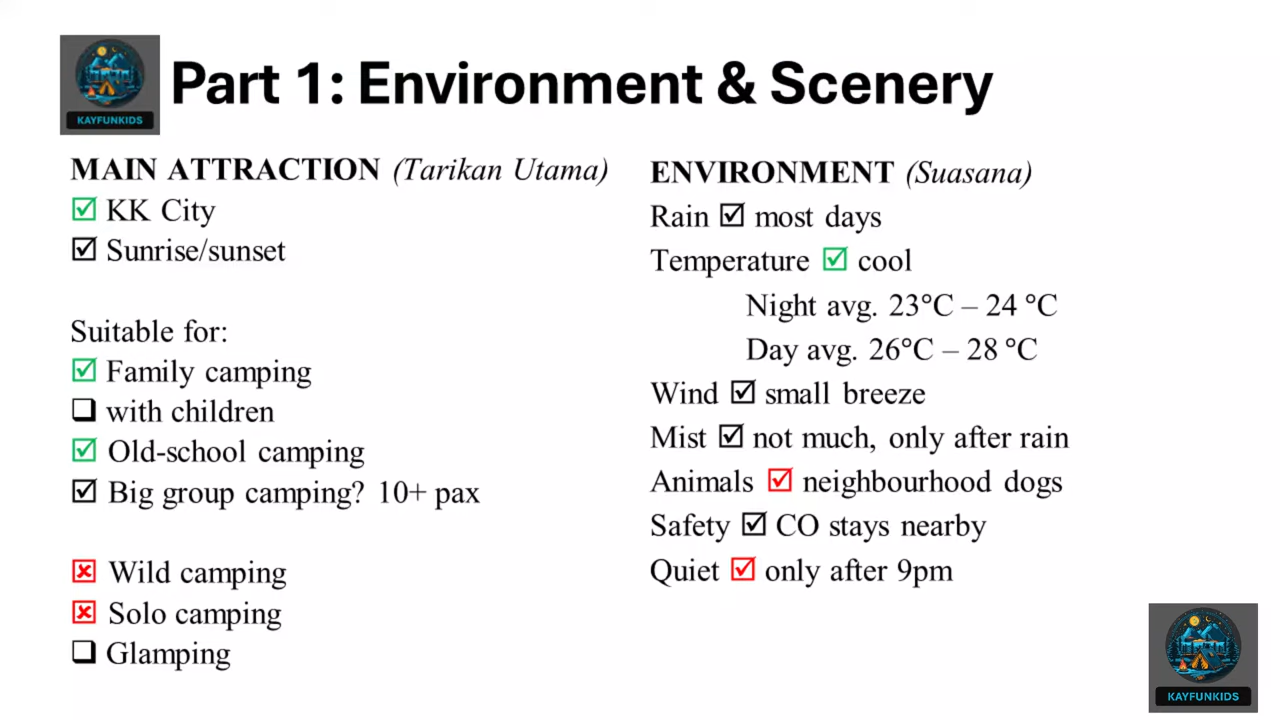 Part 1: Environment & Scenery
KAYFUNKIDS
MAIN ATTRACTION (Tarikan Utama)
☑ KK City
☑ Sunrise/sunset
Suitable for:
☑ Family camping
❑ with children
☑ Old-school camping
☑ Big group camping? 10+ pax
☒ Wild camping
☒ Solo camping
❑ Glamping
ENVIRONMENT (Suasana)
Rain ☑ most days
Temperature ☑ cool
Night avg. 23°C – 24 °C
Day avg. 26°C – 28 °C
Wind ☑ small breeze
Mist ☑ not much, only after rain
Animals ☑ neighbourhood dogs
Safety ☑ CO stays nearby
Quiet ☑ only after 9pm
KAYFUNKIDS